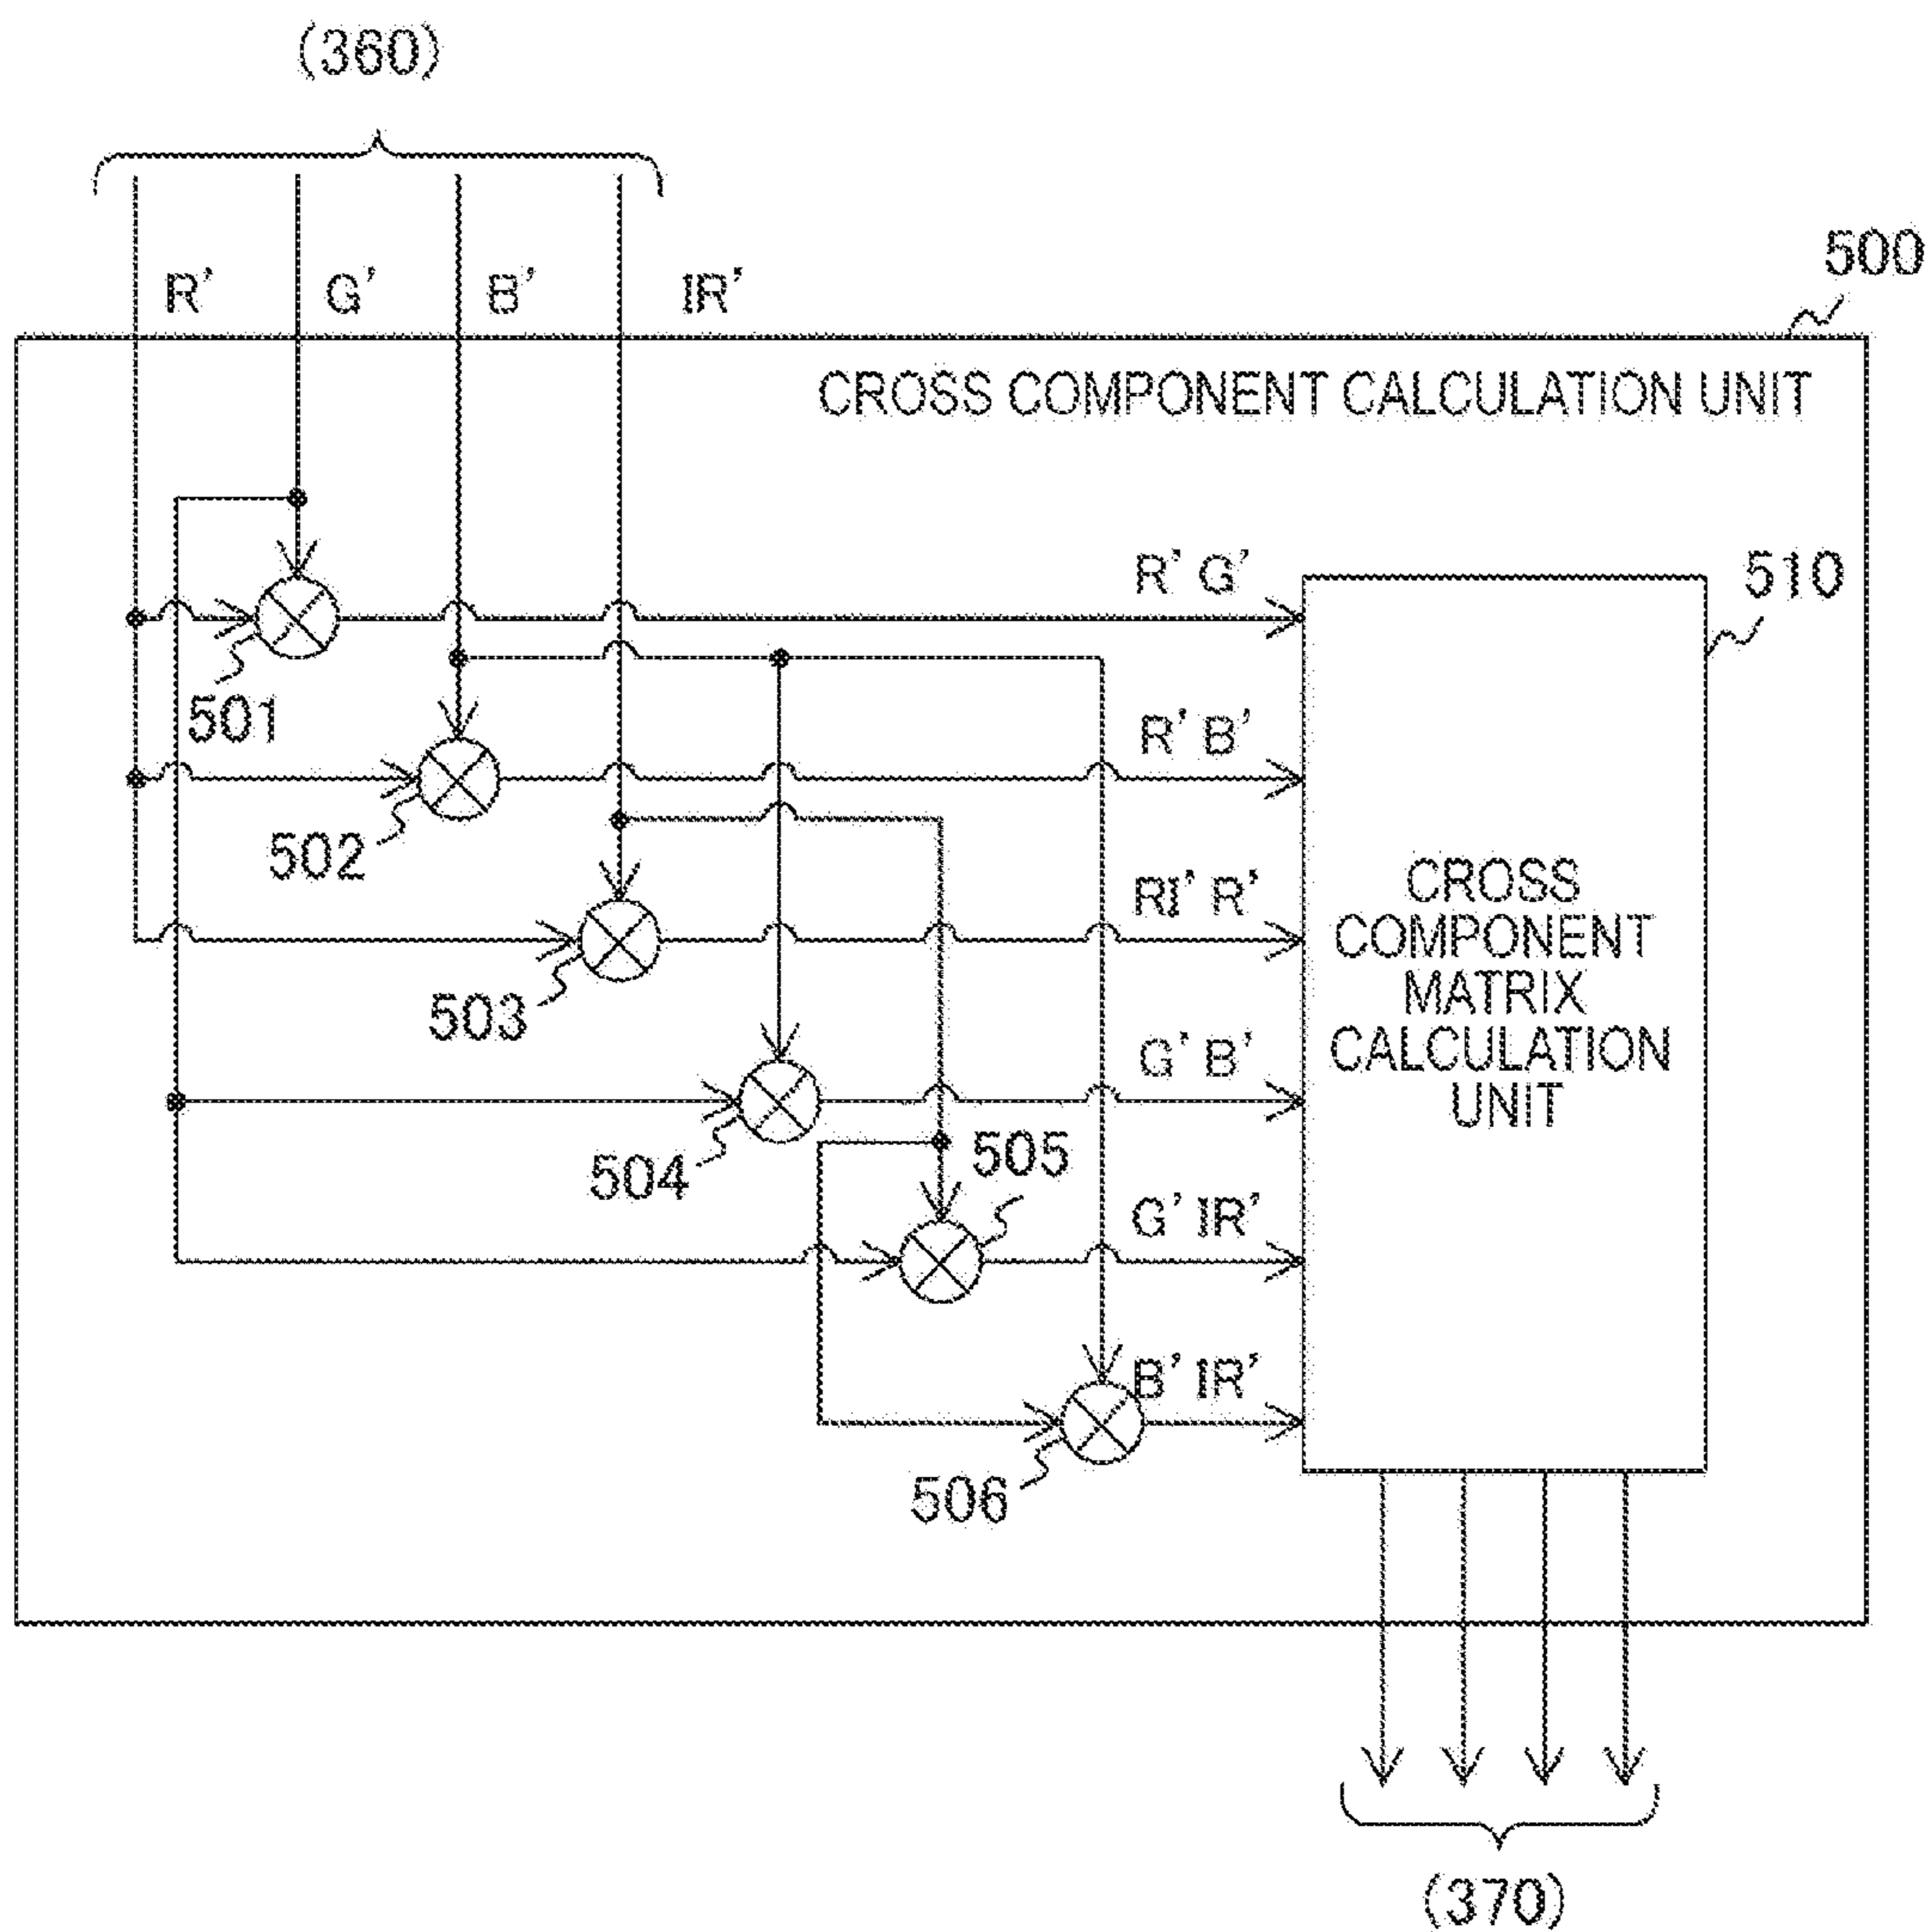 (360)
R’ G’ B’ IR’
500
CROSS COMPONENT CALCULATION UNIT
R’ G’
510
501
R’ B’
502
RI’ R’
CROSS
COMPONENT
MATRIX
CALCULATION
UNIT
503
G’ B’
504
505
G’ IR’
B’ IR’
506
(370)